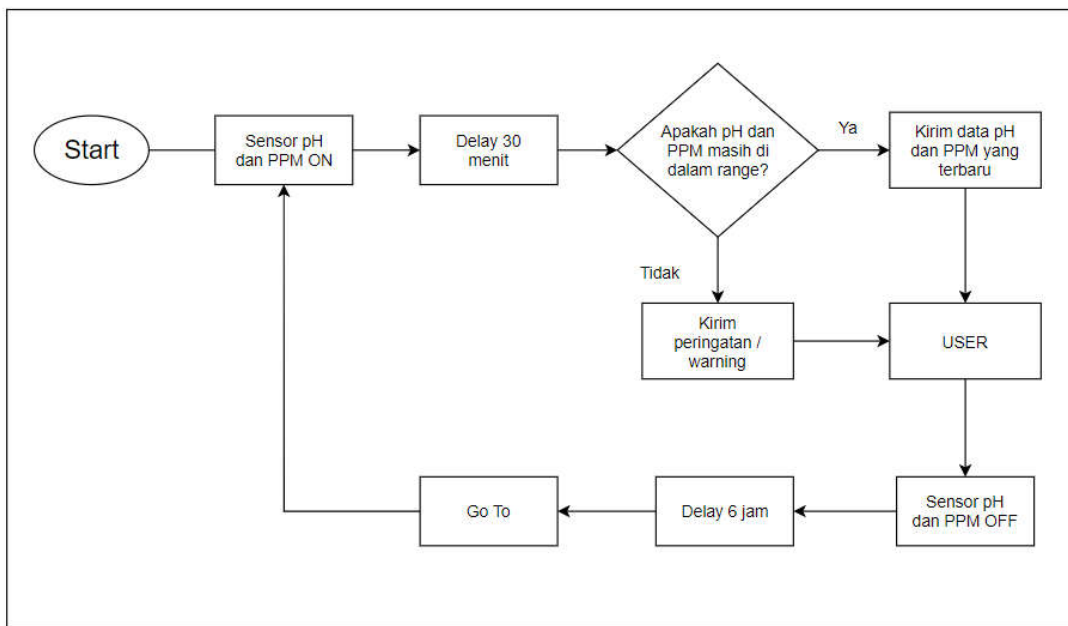 Start
Sensor pH
dan PPM ON
Delay 30
menit
Apakah pH dan
PPM masih di
dalam range?
Ya
Kirim data pH
dan PPM yang
terbaru
Tidak
Kirim
peringatan /
warning
USER
Sensor pH
dan PPM OFF
Delay 6 jam
Go To